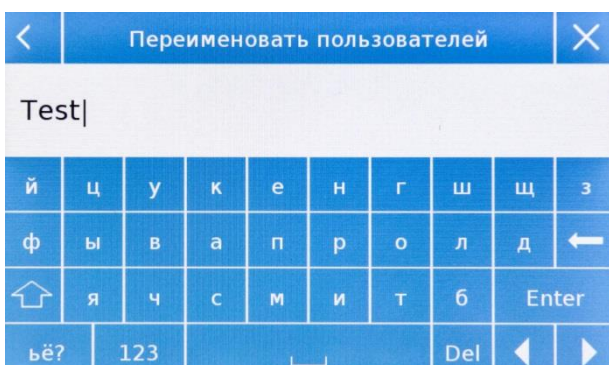 Переименовать пользователей
Test
й ц у к е н г ш щ з
ф ы в а п р о л д
я ч с м и т б Enter
ьё? 123 Del